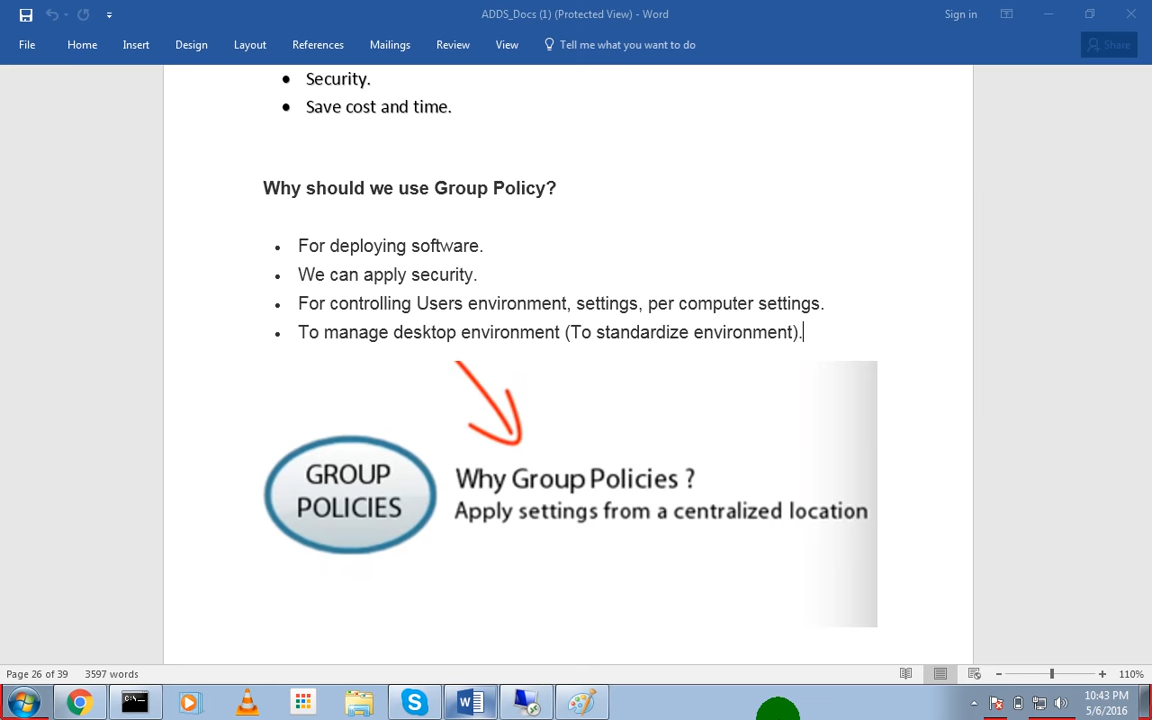 ADDS_Docs (1) (Protected View) - Word
Sign in
File Home Insert Design Layout References Mailings Review View Tell me what you want to do Share
• Security.
• Save cost and time.
Why should we use Group Policy?
• For deploying software.
• We can apply security.
• For controlling Users environment, settings, per computer settings.
• To manage desktop environment (To standardize environment).
GROUP
POLICIES
Why Group Policies ?
Apply settings from a centralized location
Page 26 of 39 3597 words
110%
10:43 PM
5/6/2016